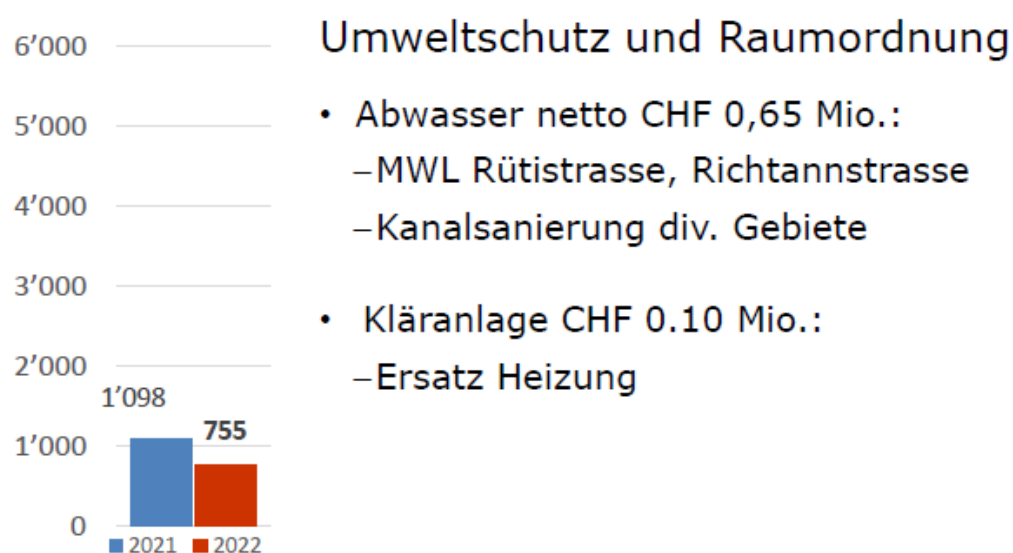 Umweltschutz und Raumordnung
• Abwasser netto CHF 0,65 Mio.:
–MWL Rütistrasse, Richtannstrasse
–Kanalsanierung div. Gebiete
• Kläranlage CHF 0.10 Mio.:
–Ersatz Heizung
6’000
5’000
4’000
3’000
2’000
1’098
755
1’000
0
2021 2022